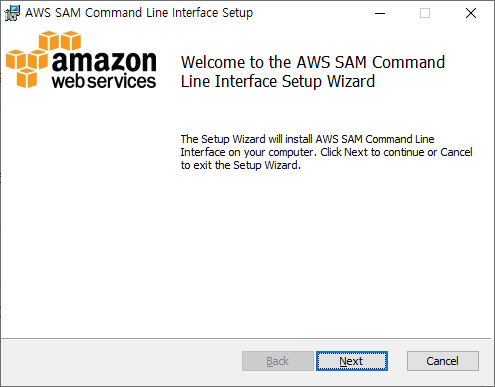 AWS SAM Command Line Interface Setup
amazon
webservices
Welcome to the AWS SAM Command
Line Interface Setup Wizard
The Setup Wizard will install AWS SAM Command Line
Interface on your computer. Click Next to continue or Cancel
to exit the Setup Wizard.
Back Next Cancel